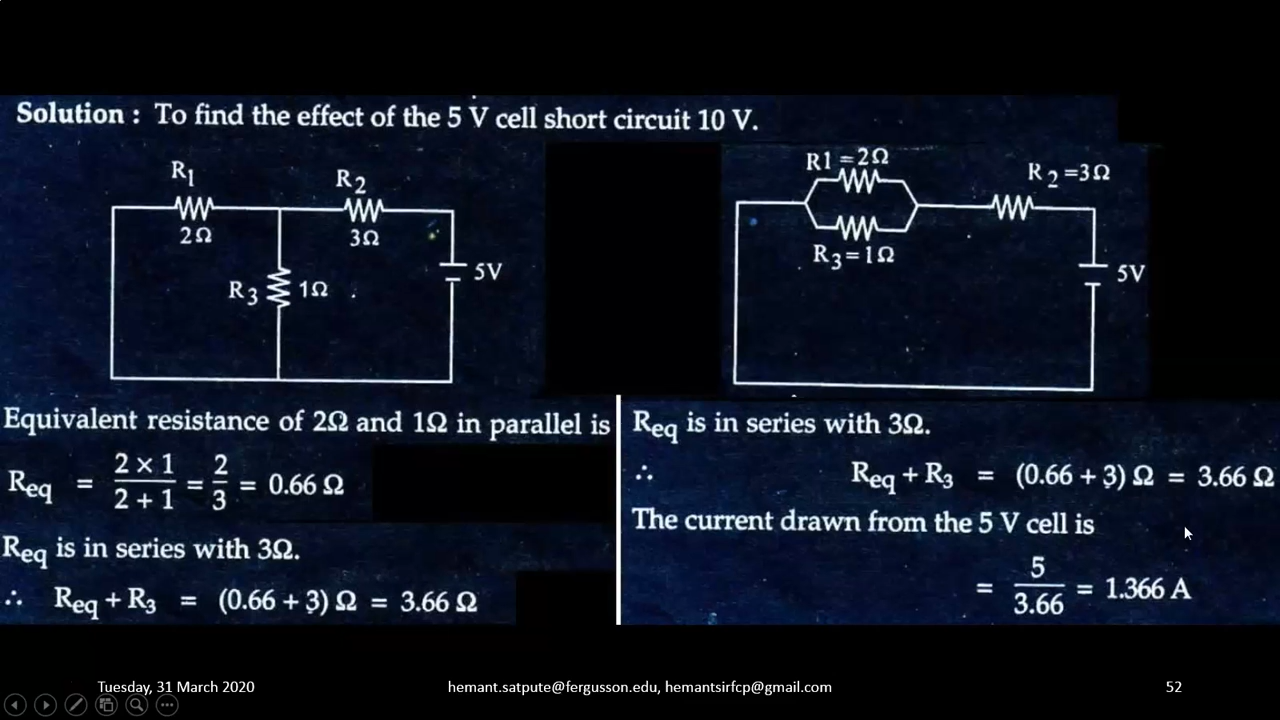 Solution : To find the effect of the 5 V cell short circuit 10 V.
R1
2Ω
R2
3Ω
R3 1Ω
5V
R1 =2Ω
R3=1Ω
R2=3Ω
5V
Equivalent resistance of 2Ω and 1Ω in parallel is
Req = 2 × 1 / 2 + 1 = 2 / 3 = 0.66 Ω
Req is in series with 3Ω.
∴ Req + R3 = (0.66 + 3) Ω = 3.66 Ω
Req is in series with 3Ω.
∴ Req + R3 = (0.66 + 3) Ω = 3.66 Ω
The current drawn from the 5 V cell is
= 5 / 3.66 = 1.366 A
Tuesday, 31 March 2020
hemant.satpute@fergusson.edu, hemantsirfcp@gmail.com
52